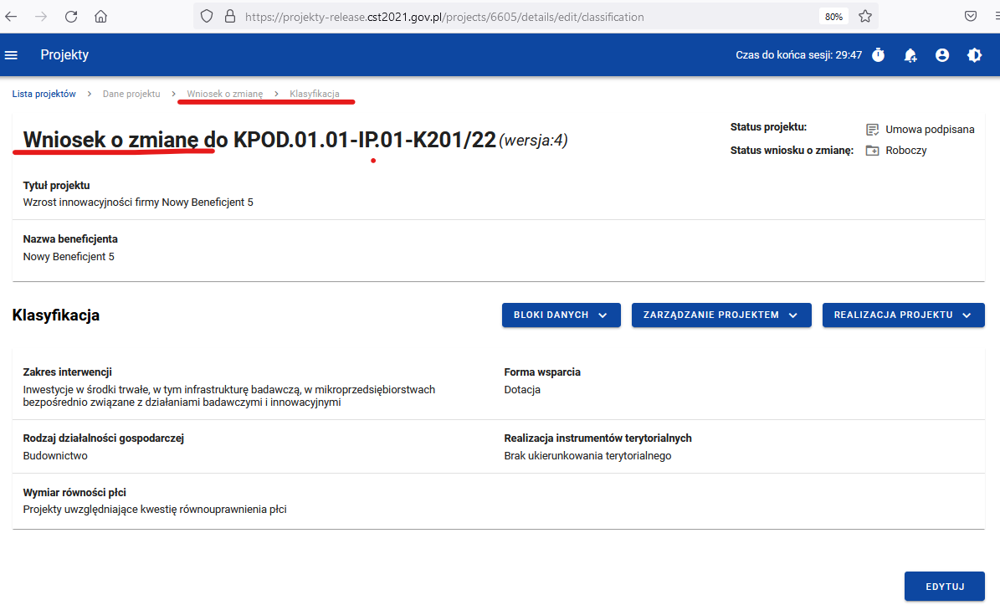 https://projekty-release.cst2021.gov.pl/projects/6605/details/edit/classification 80%
Projekty Czas do końca sesji: 29:47
Lista projektów > Dane projektu > Wniosek o zmianę > Klasyfikacja
Wniosek o zmianę do KPOD.01.01-IP.01-K201/22 (wersja:4)
Status projektu: Umowa podpisana
Status wniosku o zmianę: Roboczy
Tytuł projektu
Wzrost innowacyjności firmy Nowy Beneficjent 5
Nazwa beneficjenta
Nowy Beneficjent 5
Klasyfikacja BLOKI DANYCH ZARZĄDZANIE PROJEKTEM REALIZACJA PROJEKTU
Zakres interwencji
Inwestycje w środki trwałe, w tym infrastrukturę badawczą, w mikroprzedsiębiorstwach
bezpośrednio związane z działaniami badawczymi i innowacyjnymi
Forma wsparcia
Dotacja
Rodzaj działalności gospodarczej
Budownictwo
Realizacja instrumentów terytorialnych
Brak ukierunkowania terytorialnego
Wymiar równości płci
Projekty uwzględniające kwestię równouprawnienia płci
EDYTUJ